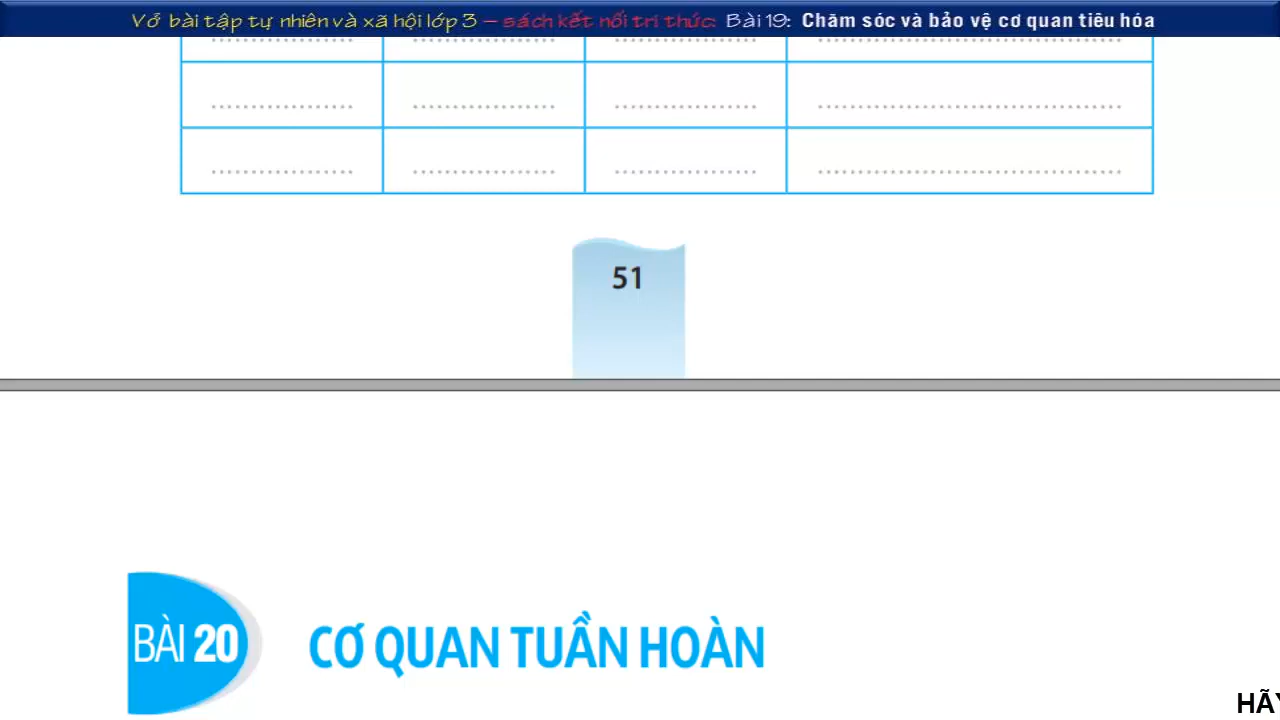 Vở bài tập tự nhiên và xã hội lớp 3 – sách kết nối tri thức: Bài 19: Chăm sóc và bảo vệ cơ quan tiêu hóa
.................. .................. .................. ......................................
.................. .................. .................. ......................................
.................. .................. .................. ......................................
51
BÀI 20 CƠ QUAN TUẦN HOÀN
HÃY